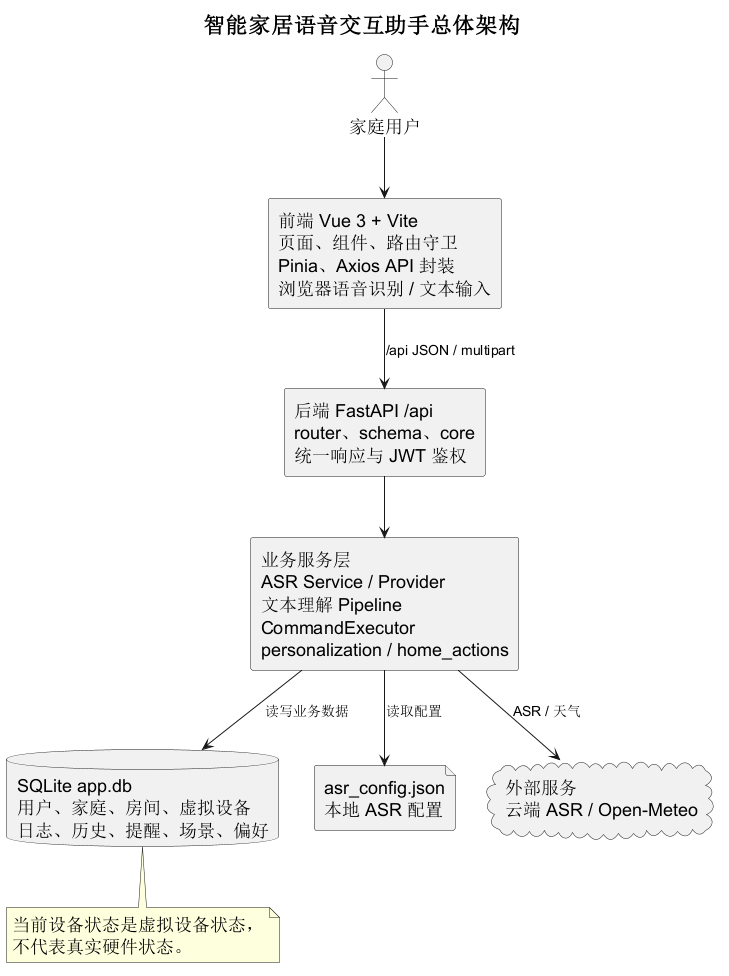 智能家居语音交互助手总体架构
家庭用户
前端 Vue 3 + Vite
页面、组件、路由守卫
Pinia、Axios API 封装
浏览器语音识别 / 文本输入
/api JSON / multipart
后端 FastAPI /api
router、schema、core
统一响应与 JWT 鉴权
业务服务层
ASR Service / Provider
文本理解 Pipeline
CommandExecutor
personalization / home_actions
读写业务数据
读取配置
ASR / 天气
SQLite app.db
用户、家庭、房间、虚拟设备
日志、历史、提醒、场景、偏好
asr_config.json
本地 ASR 配置
外部服务
云端 ASR / Open-Meteo
当前设备状态是虚拟设备状态，
不代表真实硬件状态。